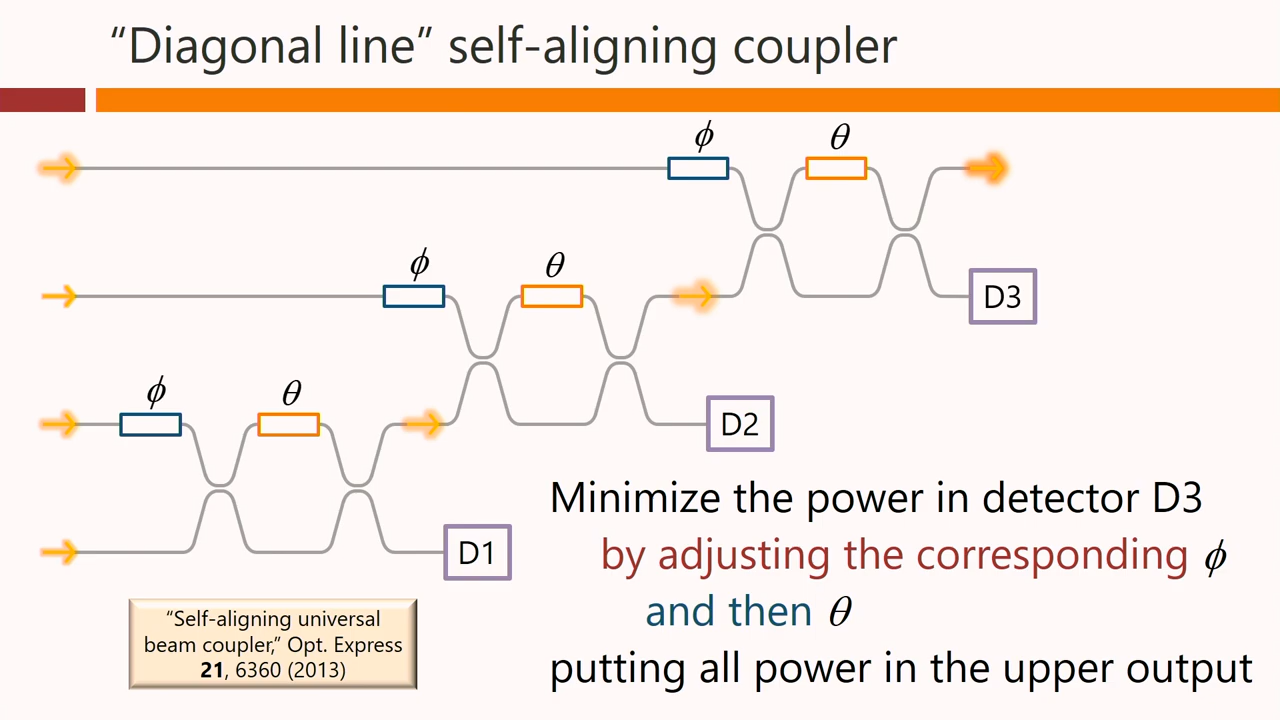 “Diagonal line” self-aligning coupler
ϕ
θ
ϕ
θ
D3
ϕ
θ
D2
D1
Minimize the power in detector D3
by adjusting the corresponding ϕ
and then θ
putting all power in the upper output
“Self-aligning universal
beam coupler,” Opt. Express
21, 6360 (2013)